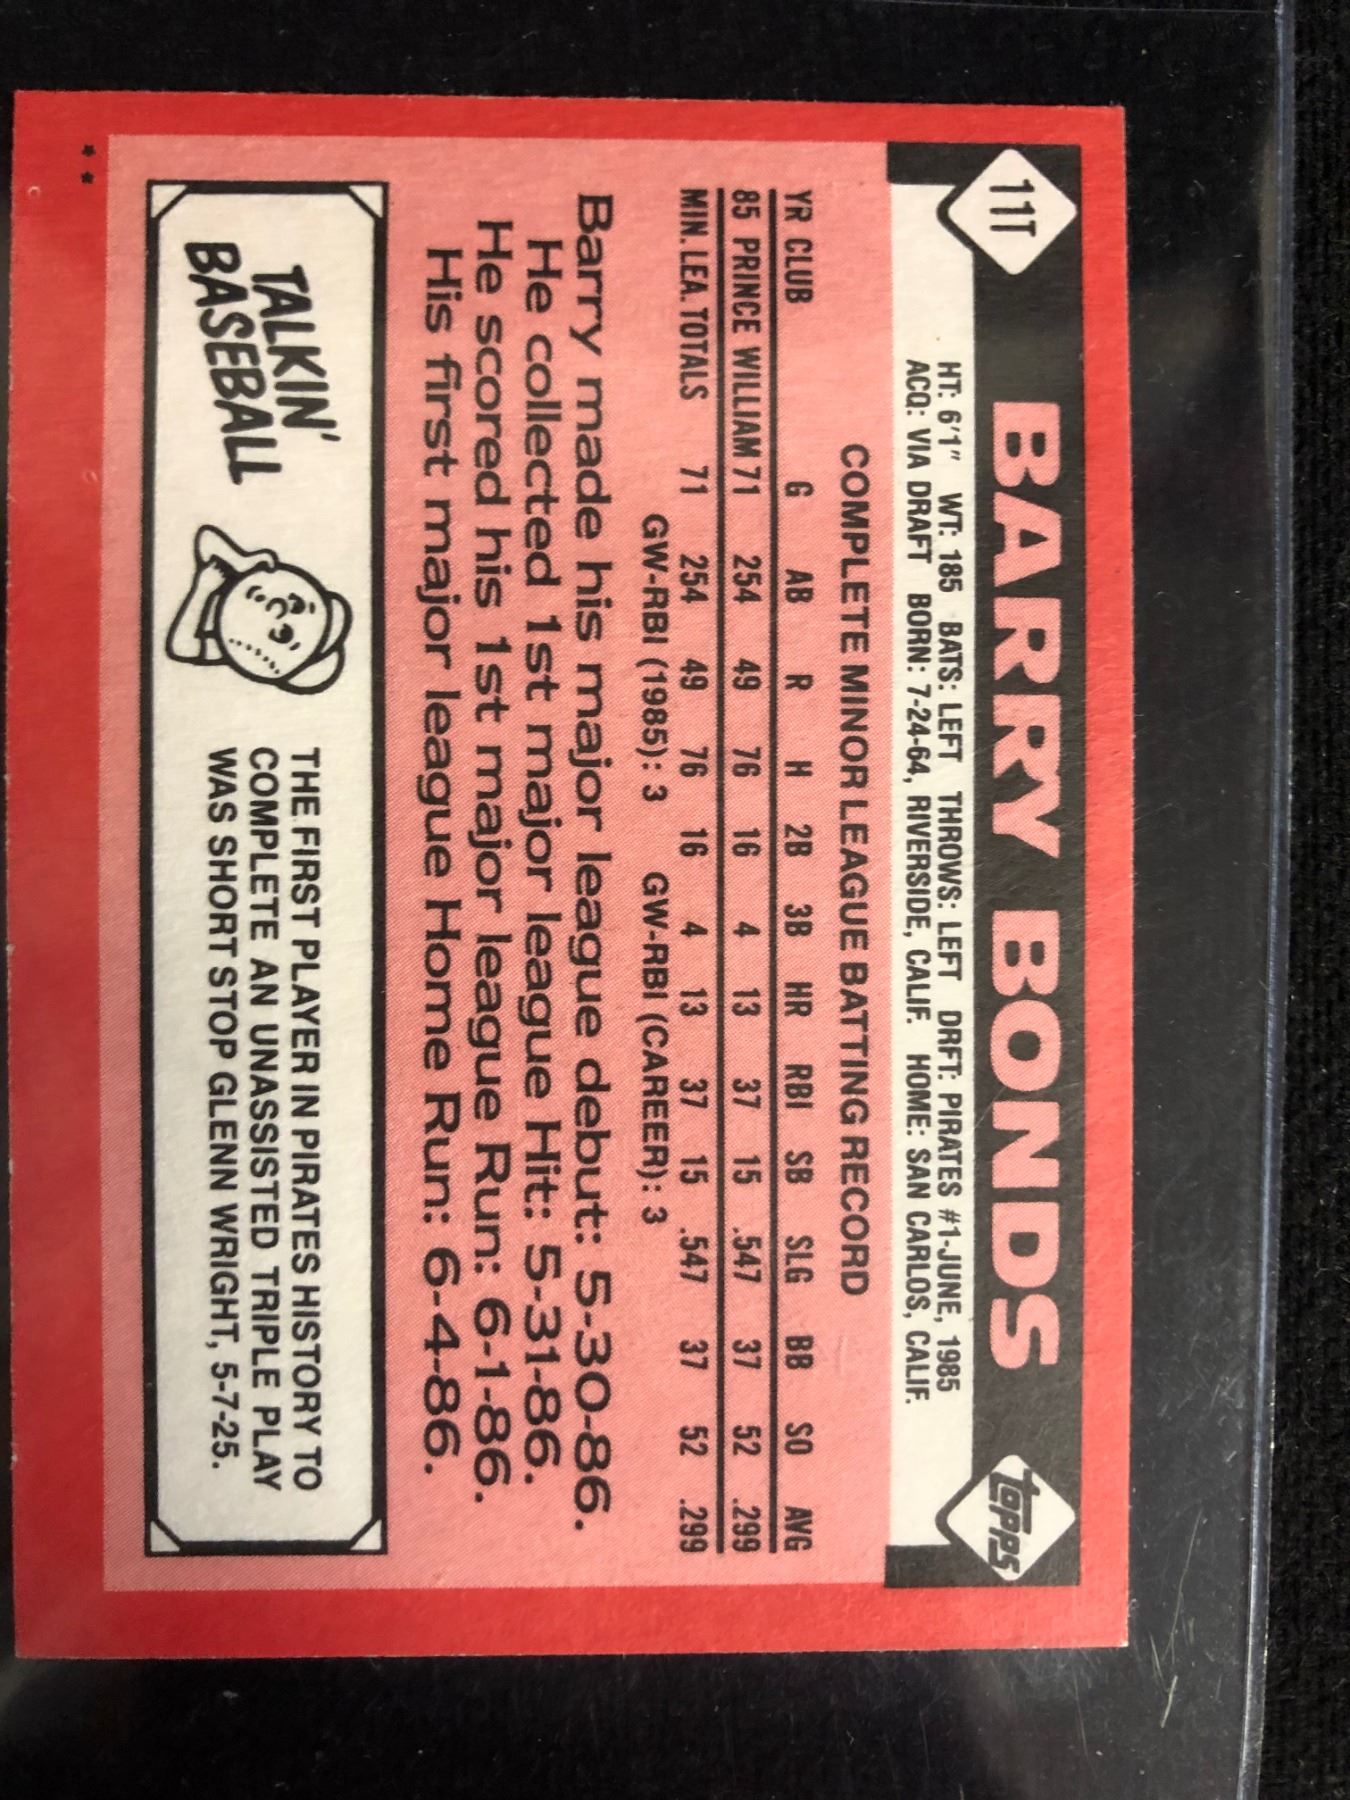 11T
BARRY BONDS
topps
HT: 6'1" WT: 185 BATS: LEFT THROWS: LEFT DRFT: PIRATES #1-JUNE, 1985
ACQ: VIA DRAFT BORN: 7-24-64, RIVERSIDE, CALIF. HOME: SAN CARLOS, CALIF.
COMPLETE MINOR LEAGUE BATTING RECORD
YR CLUB G AB R H 2B 3B HR RBI SB SLG BB SO AVG
85 PRINCE WILLIAM 71 254 49 76 16 4 13 37 15 .547 37 52 .299
MIN. LEA. TOTALS 71 254 49 76 16 4 13 37 15 .547 37 52 .299
GW-RBI (1985): 3 GW-RBI (CAREER): 3
Barry made his major league debut: 5-30-86.
He collected 1st major league Hit: 5-31-86.
He scored his 1st major league Run: 6-1-86.
His first major league Home Run: 6-4-86.
TALKIN'
BASEBALL
THE FIRST PLAYER IN PIRATES HISTORY TO
COMPLETE AN UNASSISTED TRIPLE PLAY
WAS SHORT STOP GLENN WRIGHT, 5-7-25.
**